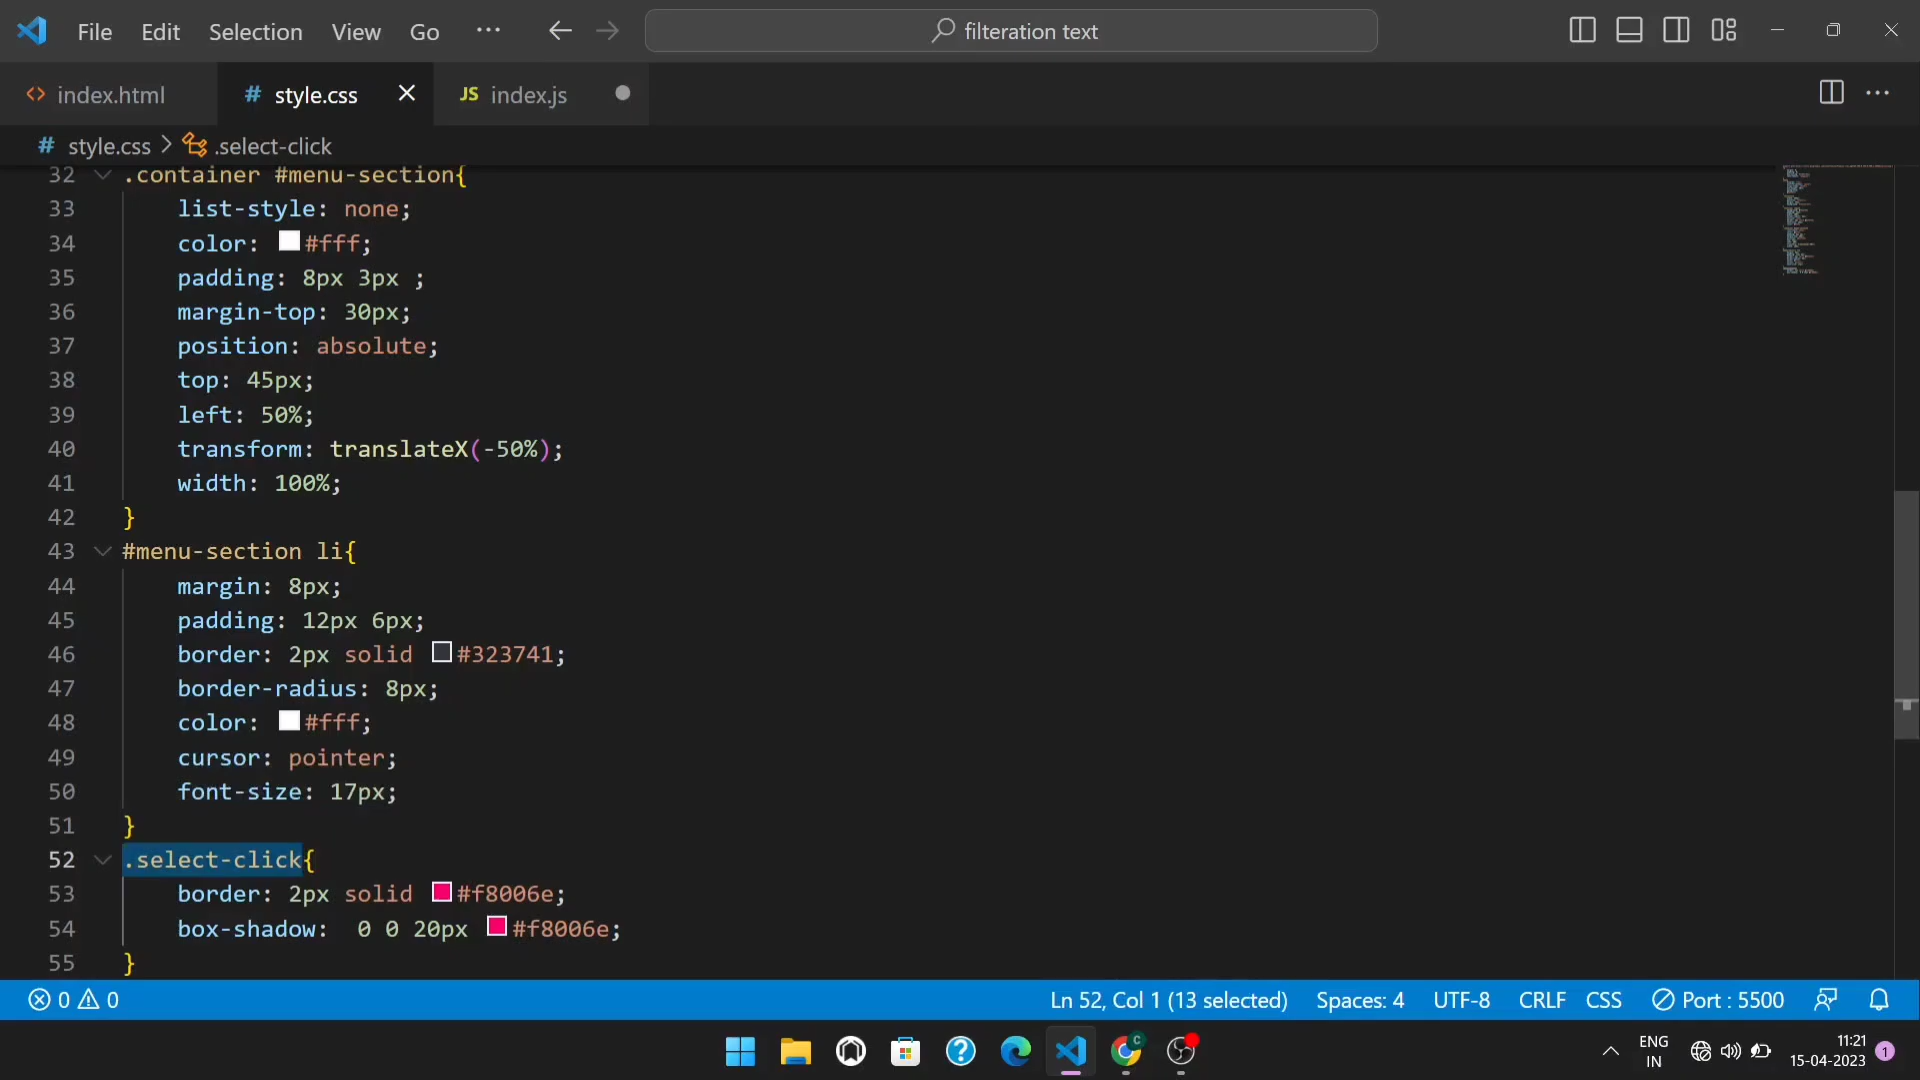 File Edit Selection View Go ··· filteration text
index.html # style.css JS index.js
# style.css > .select-click
32 .container #menu-section{
33 list-style: none;
34 color: #fff;
35 padding: 8px 3px ;
36 margin-top: 30px;
37 position: absolute;
38 top: 45px;
39 left: 50%;
40 transform: translateX(-50%);
41 width: 100%;
42 }
43 #menu-section li{
44 margin: 8px;
45 padding: 12px 6px;
46 border: 2px solid #323741;
47 border-radius: 8px;
48 color: #fff;
49 cursor: pointer;
50 font-size: 17px;
51 }
52 .select-click{
53 border: 2px solid #f8006e;
54 box-shadow:  0 0 20px #f8006e;
55 }
0 0 Ln 52, Col 1 (13 selected) Spaces: 4 UTF-8 CRLF CSS Port : 5500
C ENG 11:21
IN 15-04-2023 1